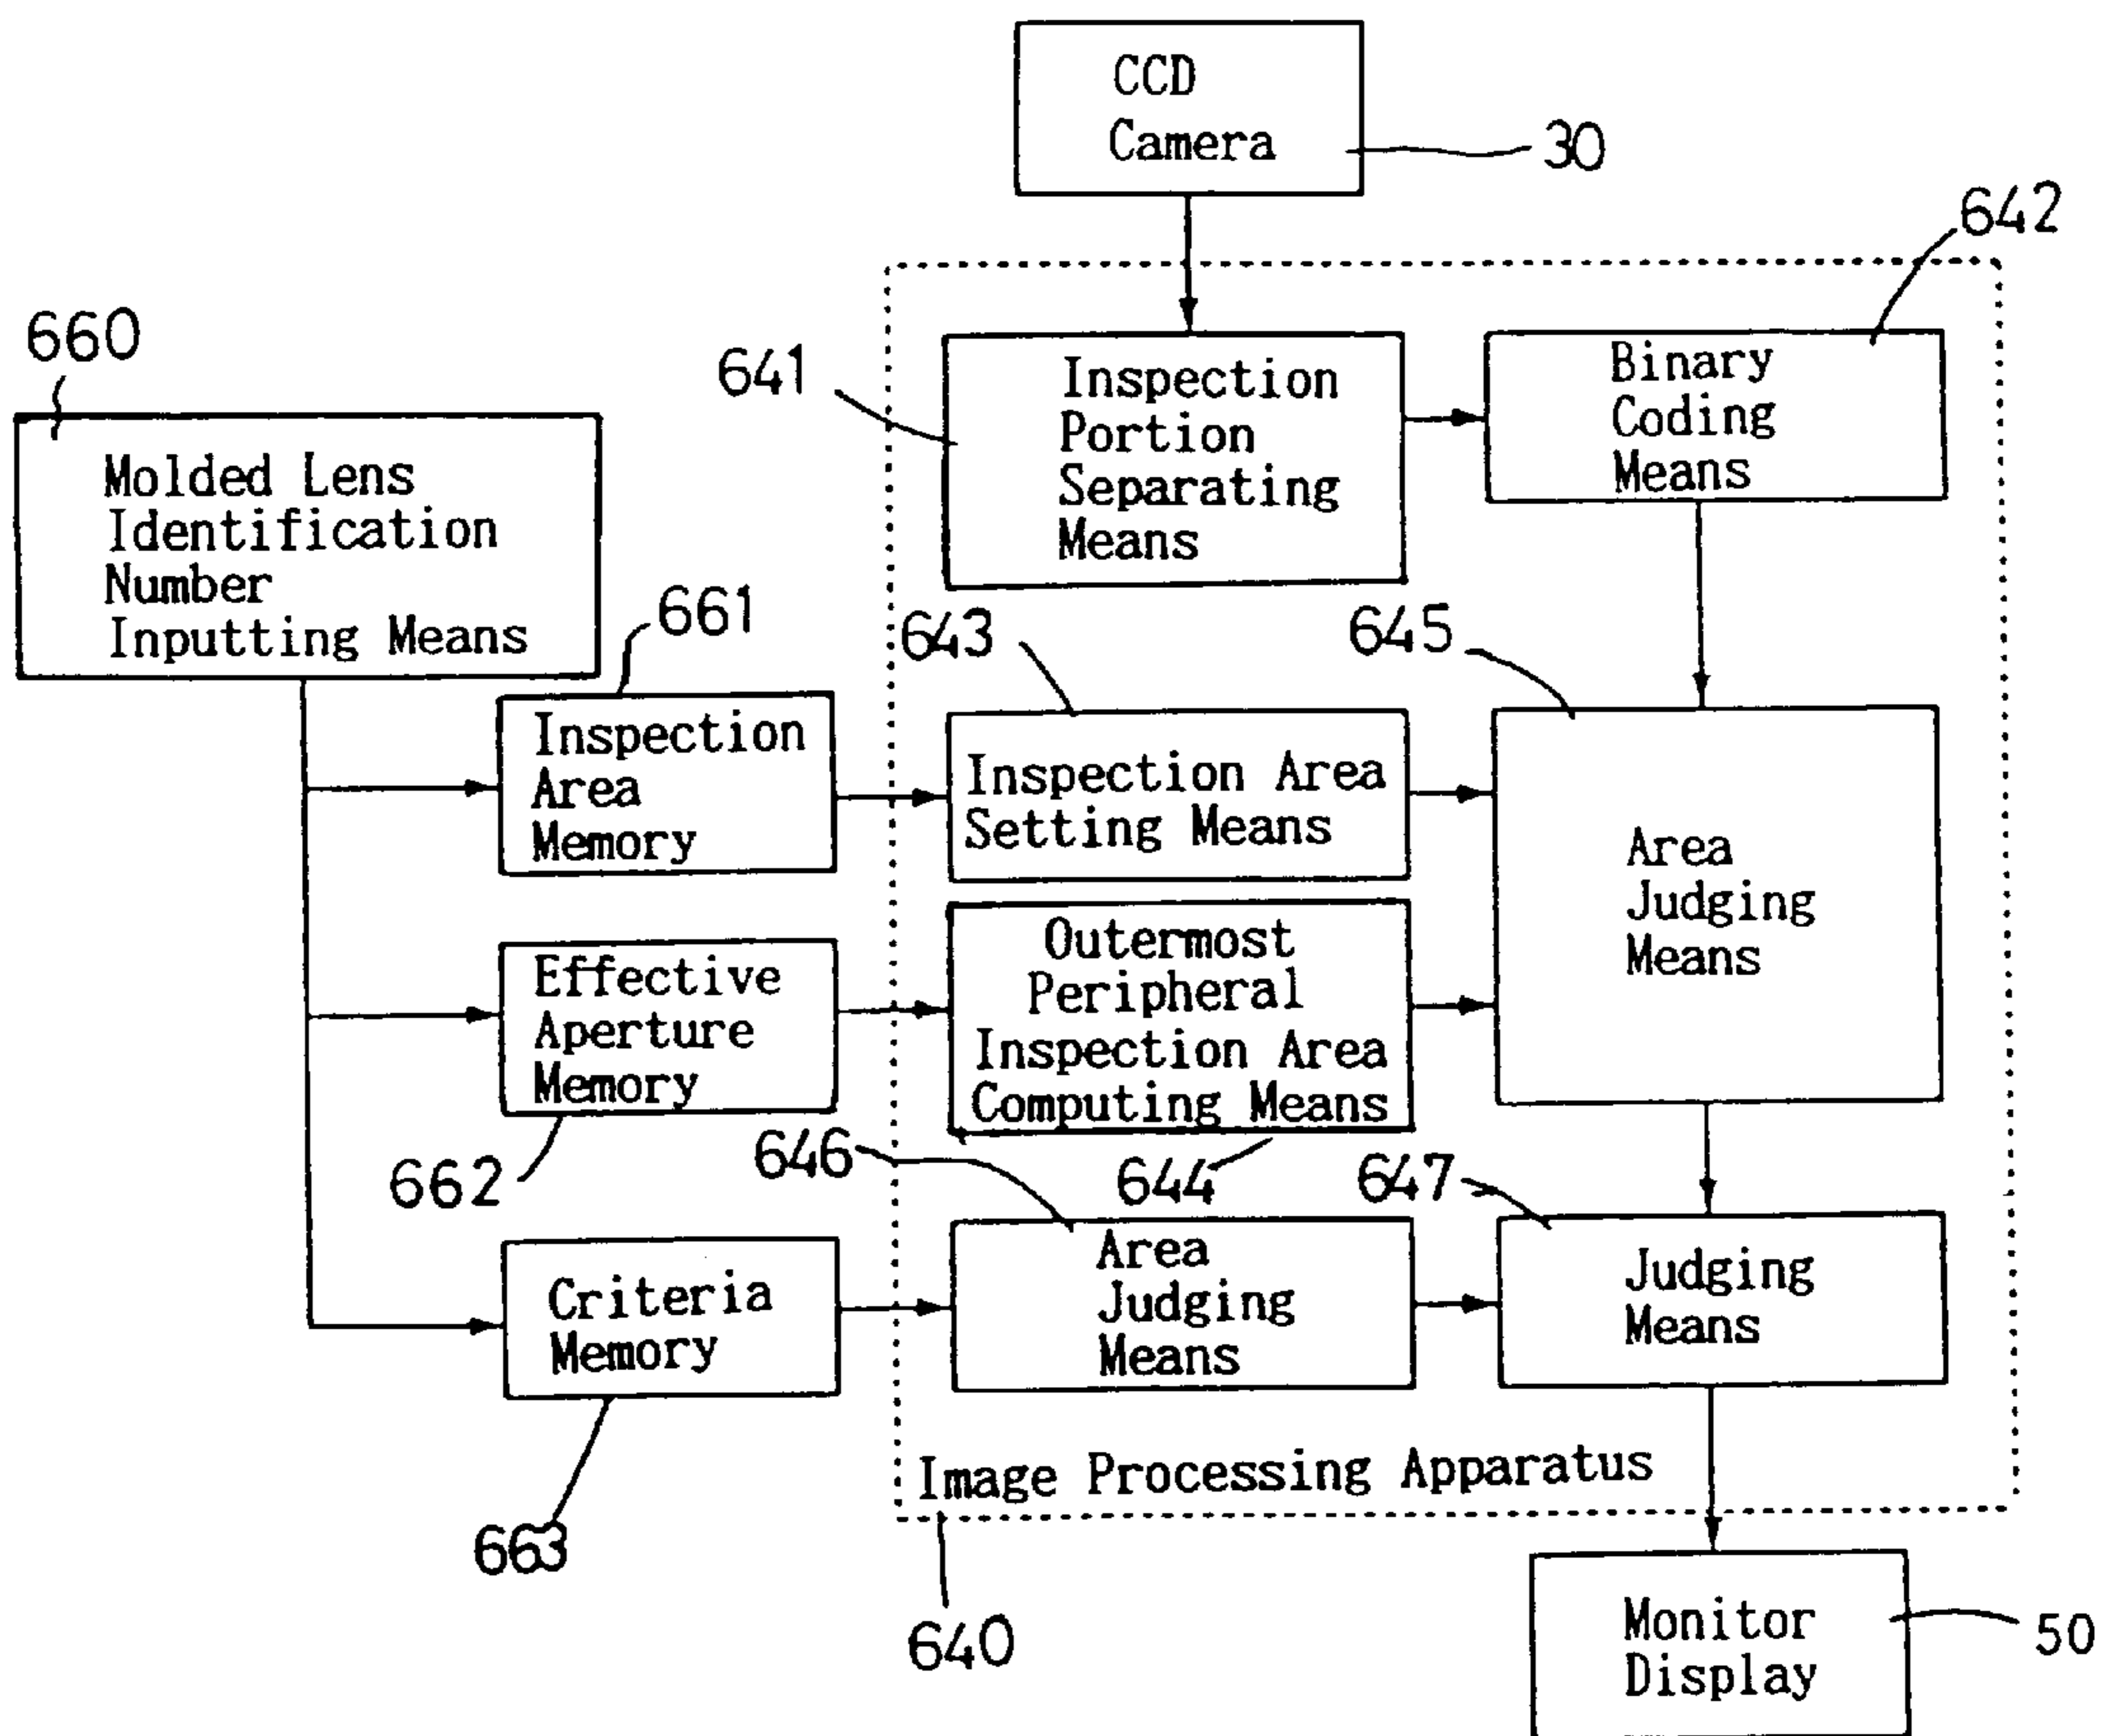 CCD
Camera
30
642
660
641
Inspection
Portion
Separating
Means
Binary
Coding
Means
Molded Lens
Identification
Number
Inputting Means
661
643
645
Inspection
Area
Memory
Inspection Area
Setting Means
Area
Judging
Means
Effective
Aperture
Memory
Outermost
Peripheral
Inspection Area
Computing Means
662
646
644
647
Criteria
Memory
Area
Judging
Means
Judging
Means
Image Processing Apparatus
663
640
Monitor
Display
50